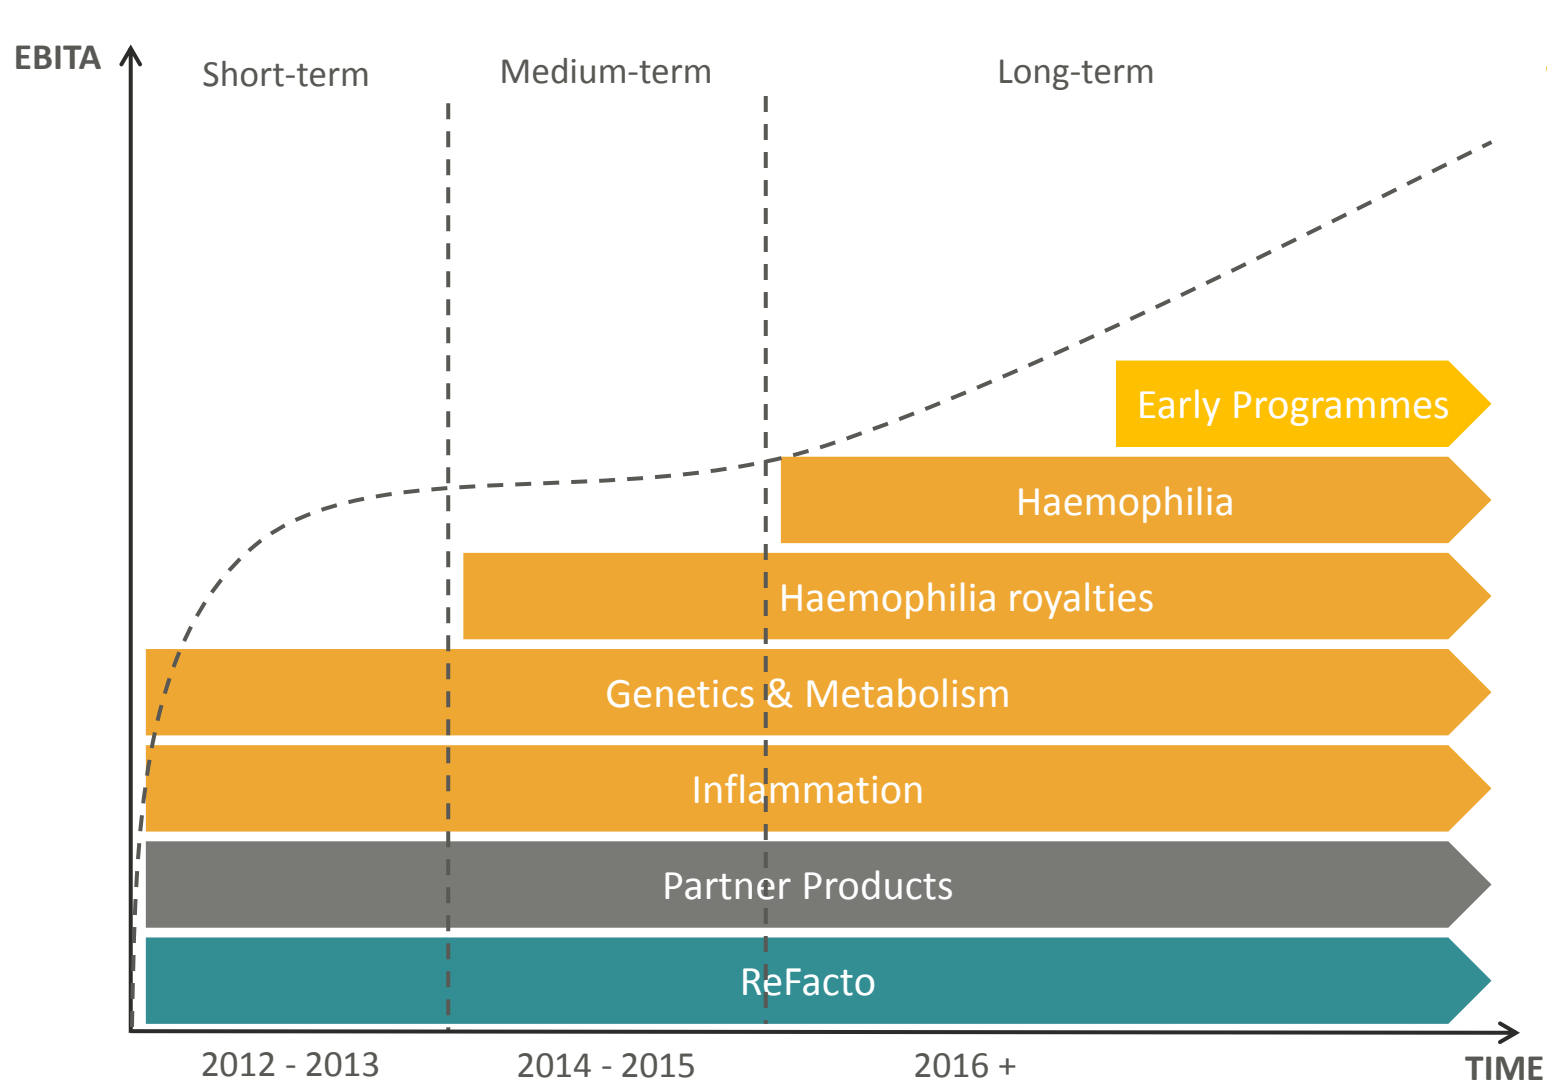 EBITA
Short-term
Medium-term
Long-term
Early Programmes
Haemophilia
Haemophilia royalties
Genetics & Metabolism
Inflammation
Partner Products
ReFacto
2012 - 2013
2014 - 2015
2016 +
TIME